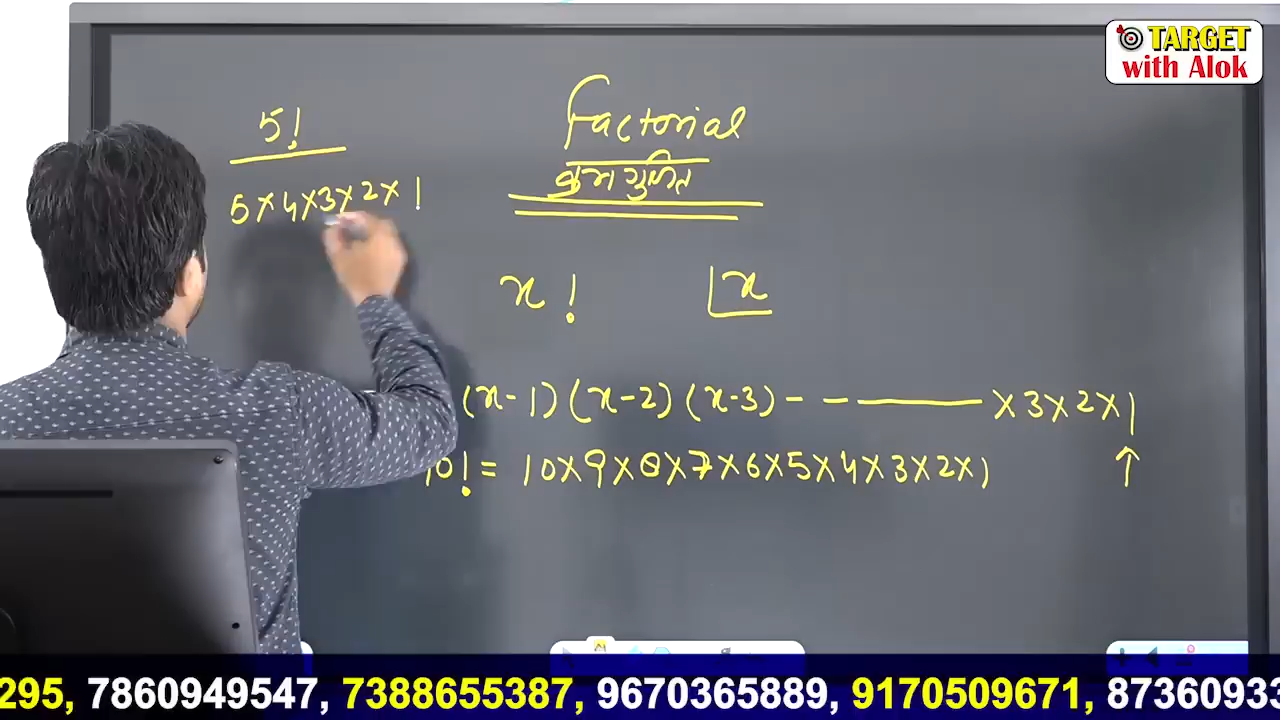 TARGET
with Alok
Factorial
क्रमगुणित
5!
5×4×3×2×1
x! |x
(x-1)(x-2)(x-3)-- ——— ×3×2×1
10!= 10×9×8×7×6×5×4×3×2×1 ↑
295, 7860949547, 7388655387, 9670365889, 9170509671, 87360933